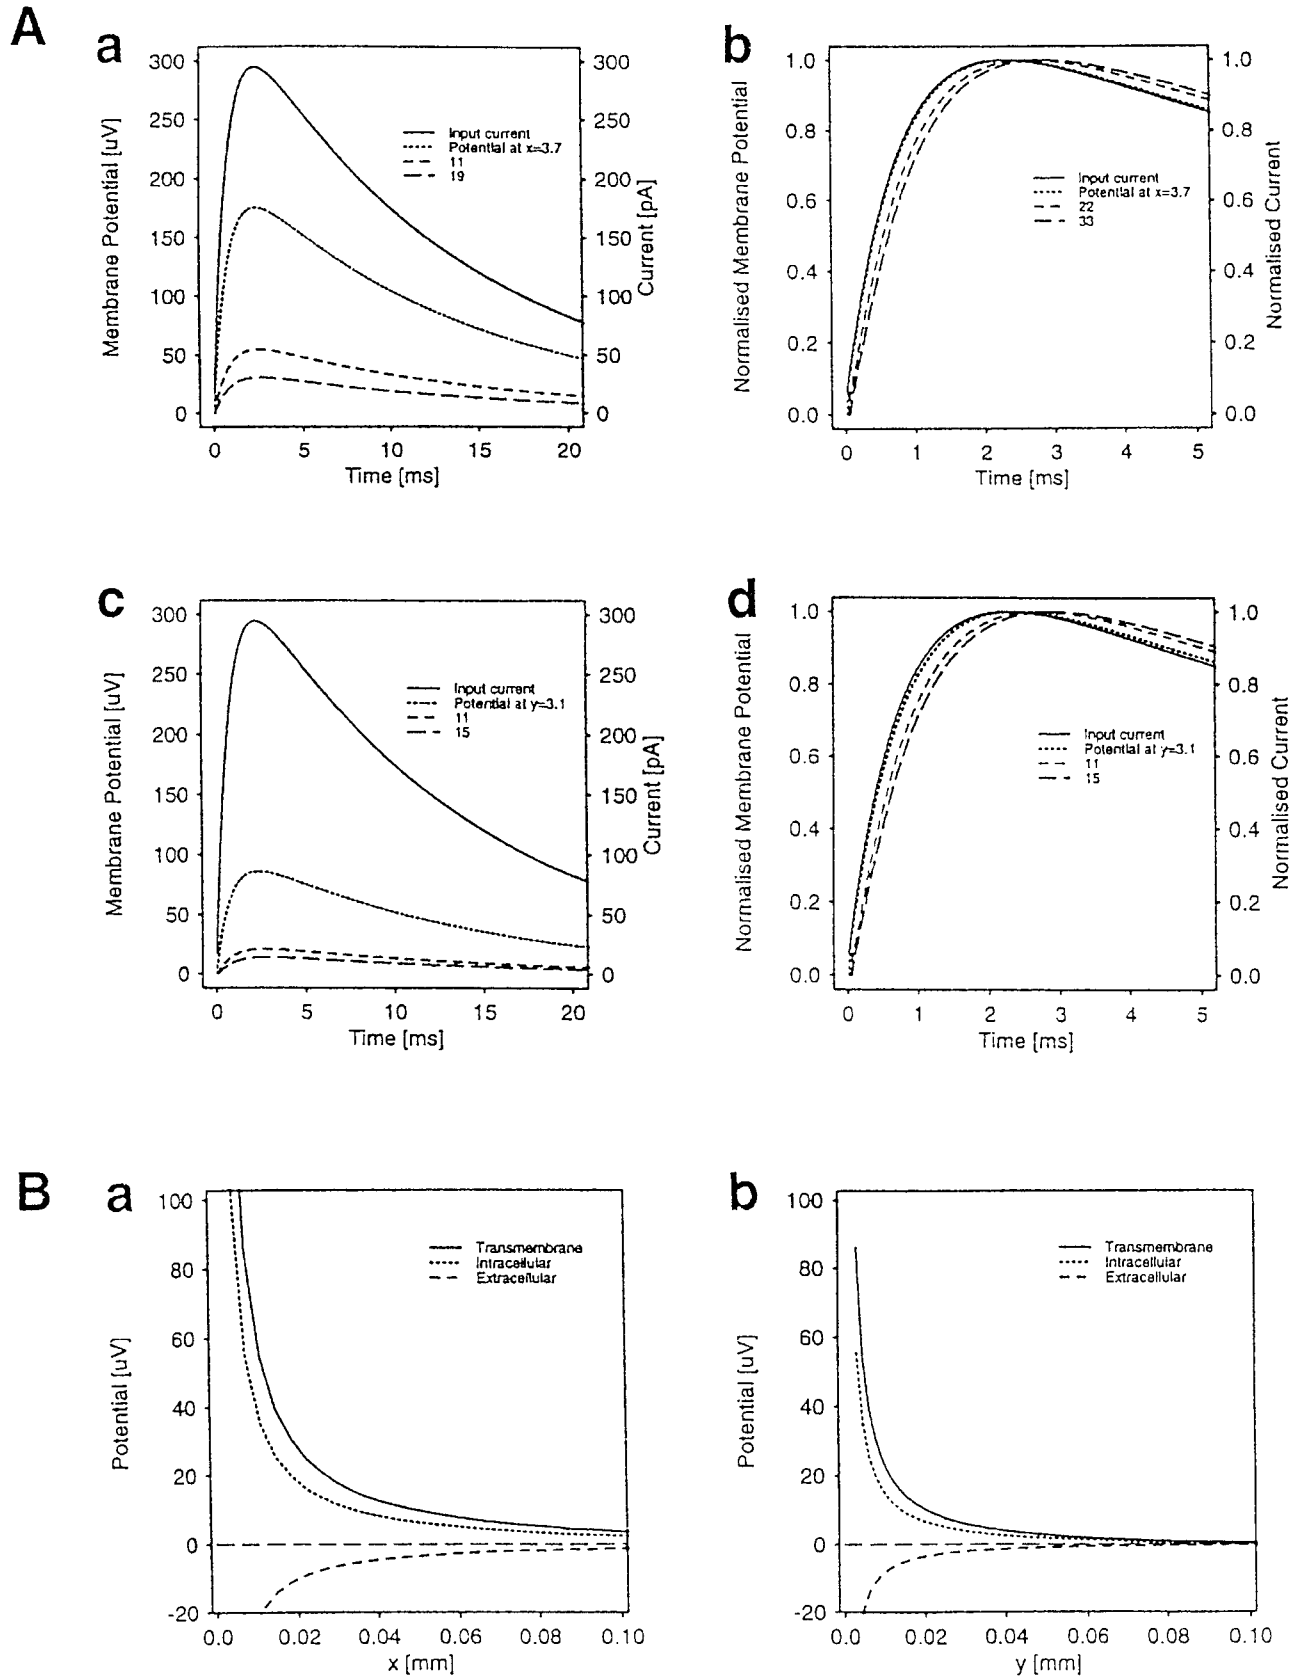 A
a
Membrane Potential [uV]
300
250
200
150
100
50
0
Input current
Potential at x=3.7
11
19
300
250
200
150
100
50
0
Current [pA]
0 5 10 15 20
Time [ms]
b
Normalised Membrane Potential
1.0
0.8
0.6
0.4
0.2
0.0
Input current
Potential at x=3.7
22
33
1.0
0.8
0.6
0.4
0.2
0.0
Normalised Current
0 1 2 3 4 5
Time [ms]
c
Membrane Potential [uV]
300
250
200
150
100
50
0
Input current
Potential at y=3.1
11
15
300
250
200
150
100
50
0
Current [pA]
0 5 10 15 20
Time [ms]
d
Normalised Membrane Potential
1.0
0.8
0.6
0.4
0.2
0.0
Input current
Potential at y=3.1
11
15
1.0
0.8
0.6
0.4
0.2
0.0
Normalised Current
0 1 2 3 4 5
Time [ms]
B
a
Potential [uV]
100
80
60
40
20
0
-20
Transmembrane
Intracellular
Extracellular
0.0 0.02 0.04 0.06 0.08 0.10
x [mm]
b
Potential [uV]
100
80
60
40
20
0
-20
Transmembrane
Intracellular
Extracellular
0.0 0.02 0.04 0.06 0.08 0.10
y [mm]